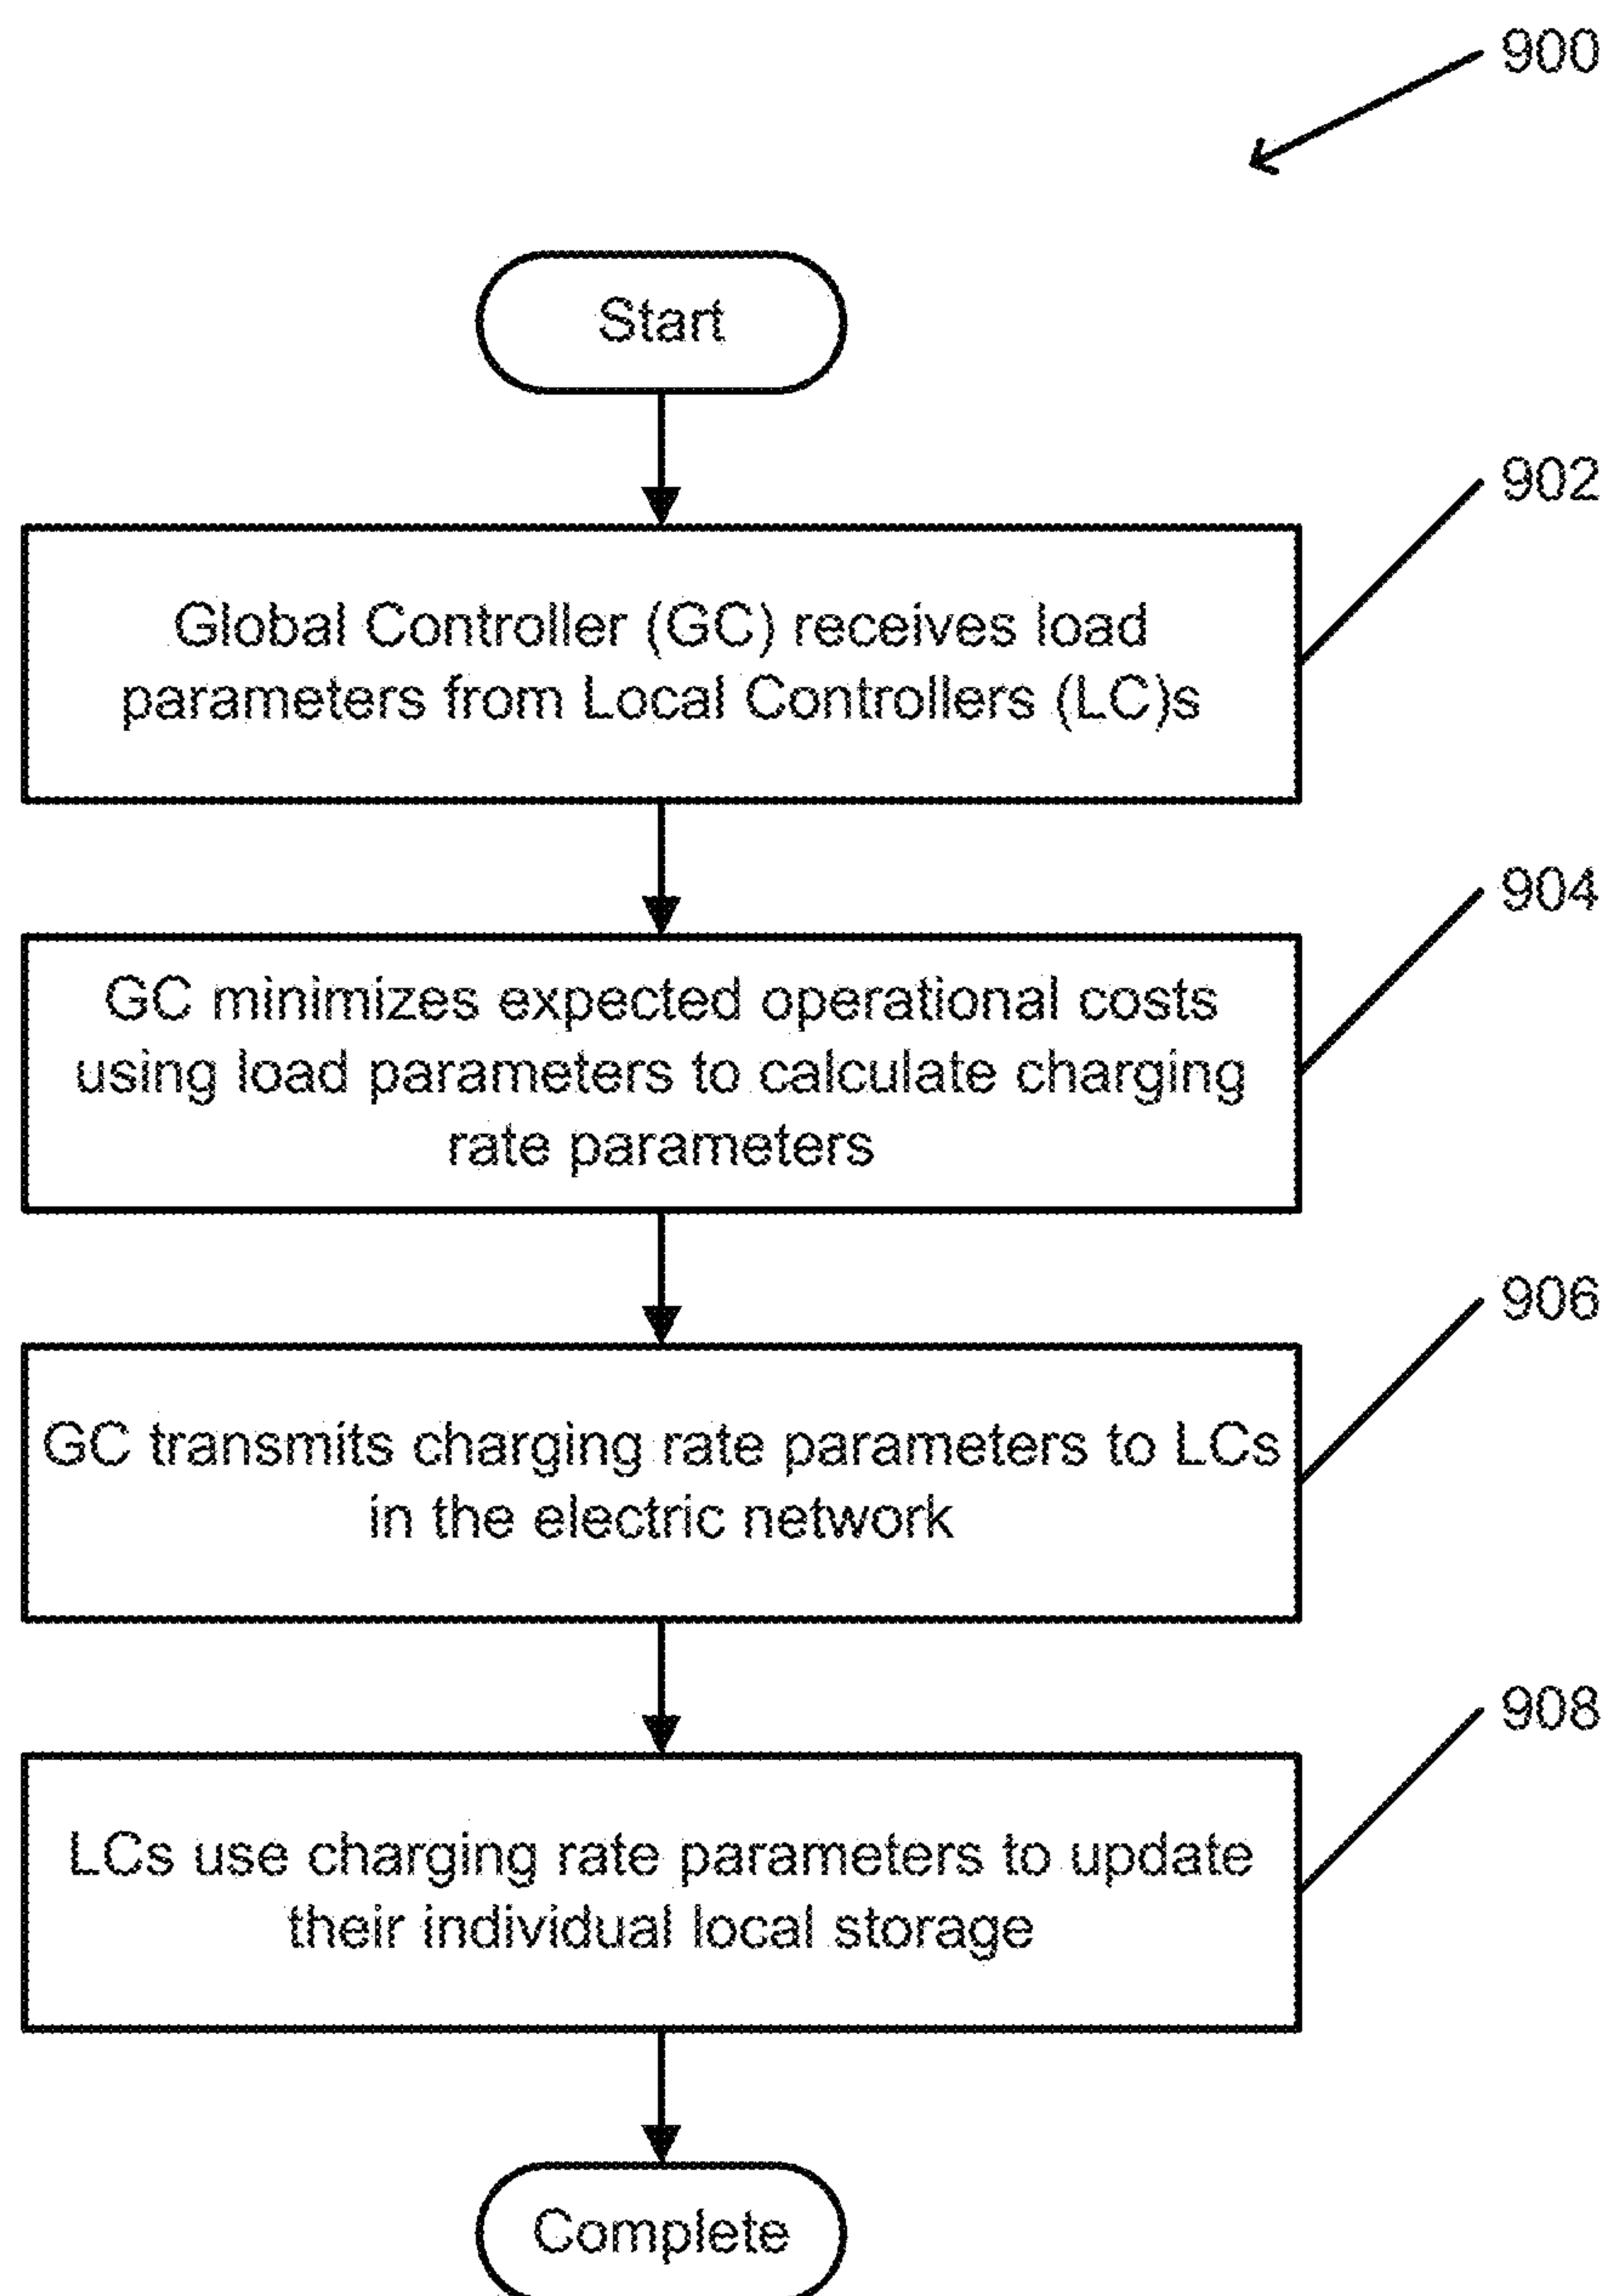 900
Start
902
Global Controller (GC) receives load
parameters from Local Controllers (LC)s
904
GC minimizes expected operational costs
using load parameters to calculate charging
rate parameters
906
GC transmits charging rate parameters to LCs
in the electric network
908
LCs use charging rate parameters to update
their individual local storage
Complete